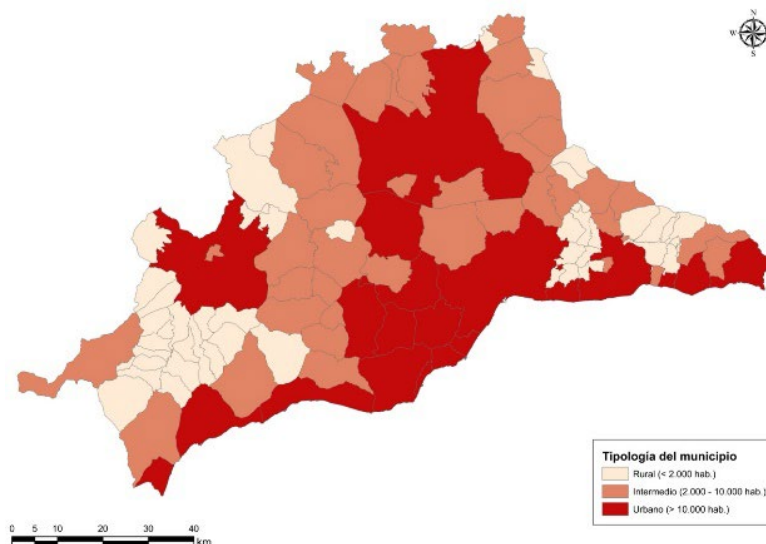 N
W E
S
Tipología del municipio
Rural (< 2.000 hab.)
Intermedio (2.000 - 10.000 hab.)
Urbano (> 10.000 hab.)
0 5 10 20 30 40
km